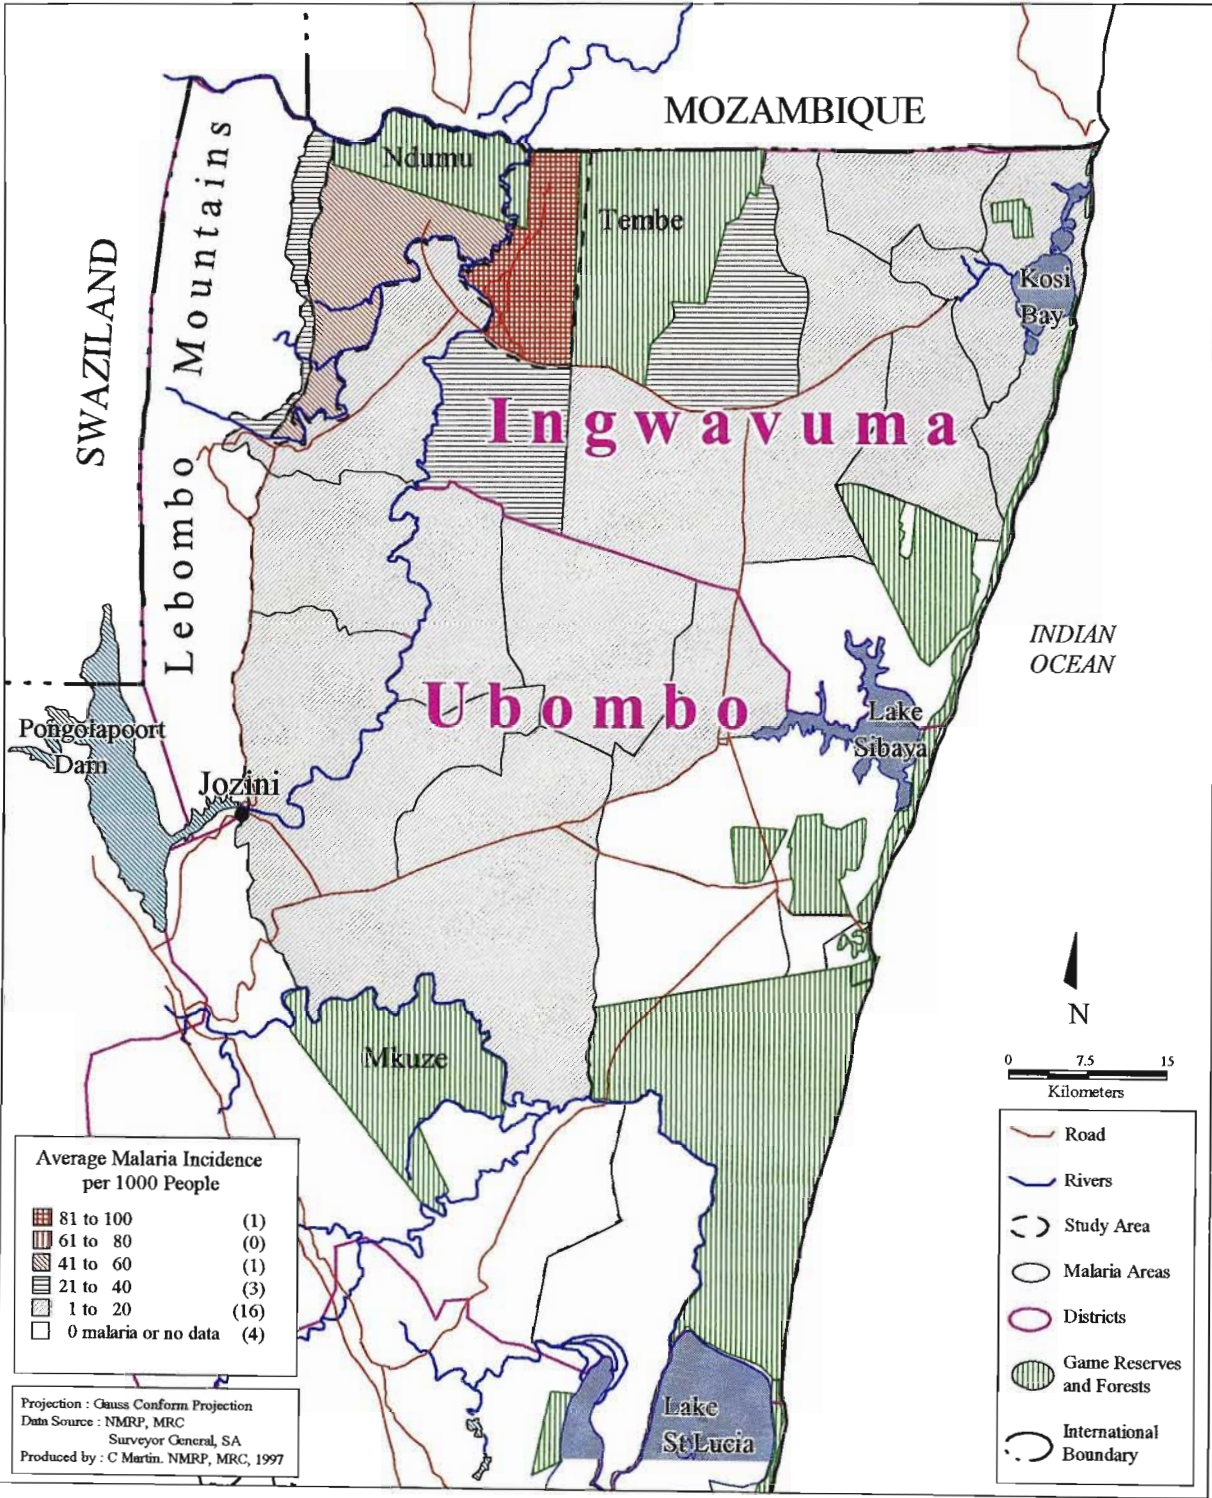 MOZAMBIQUE
Ndumu
Tembe
Mountains
SWAZILAND
Kosi
Bay
Ingwavuma
Lebombo
INDIAN
OCEAN
Ubombo
Lake
Sibaya
Pongolapoort
Dam
Jozini
N
Mkuze
0 7.5 15
Kilometers
Road
Rivers
Study Area
Malaria Areas
Districts
Game Reserves
and Forests
International
Boundary
Average Malaria Incidence
per 1000 People
81 to 100 (1)
61 to 80 (0)
41 to 60 (1)
21 to 40 (3)
1 to 20 (16)
0 malaria or no data (4)
Projection : Gauss Conform Projection
Data Source : NMRP, MRC
Surveyor General, SA
Produced by : C Martin. NMRP, MRC, 1997
Lake
St Lucia